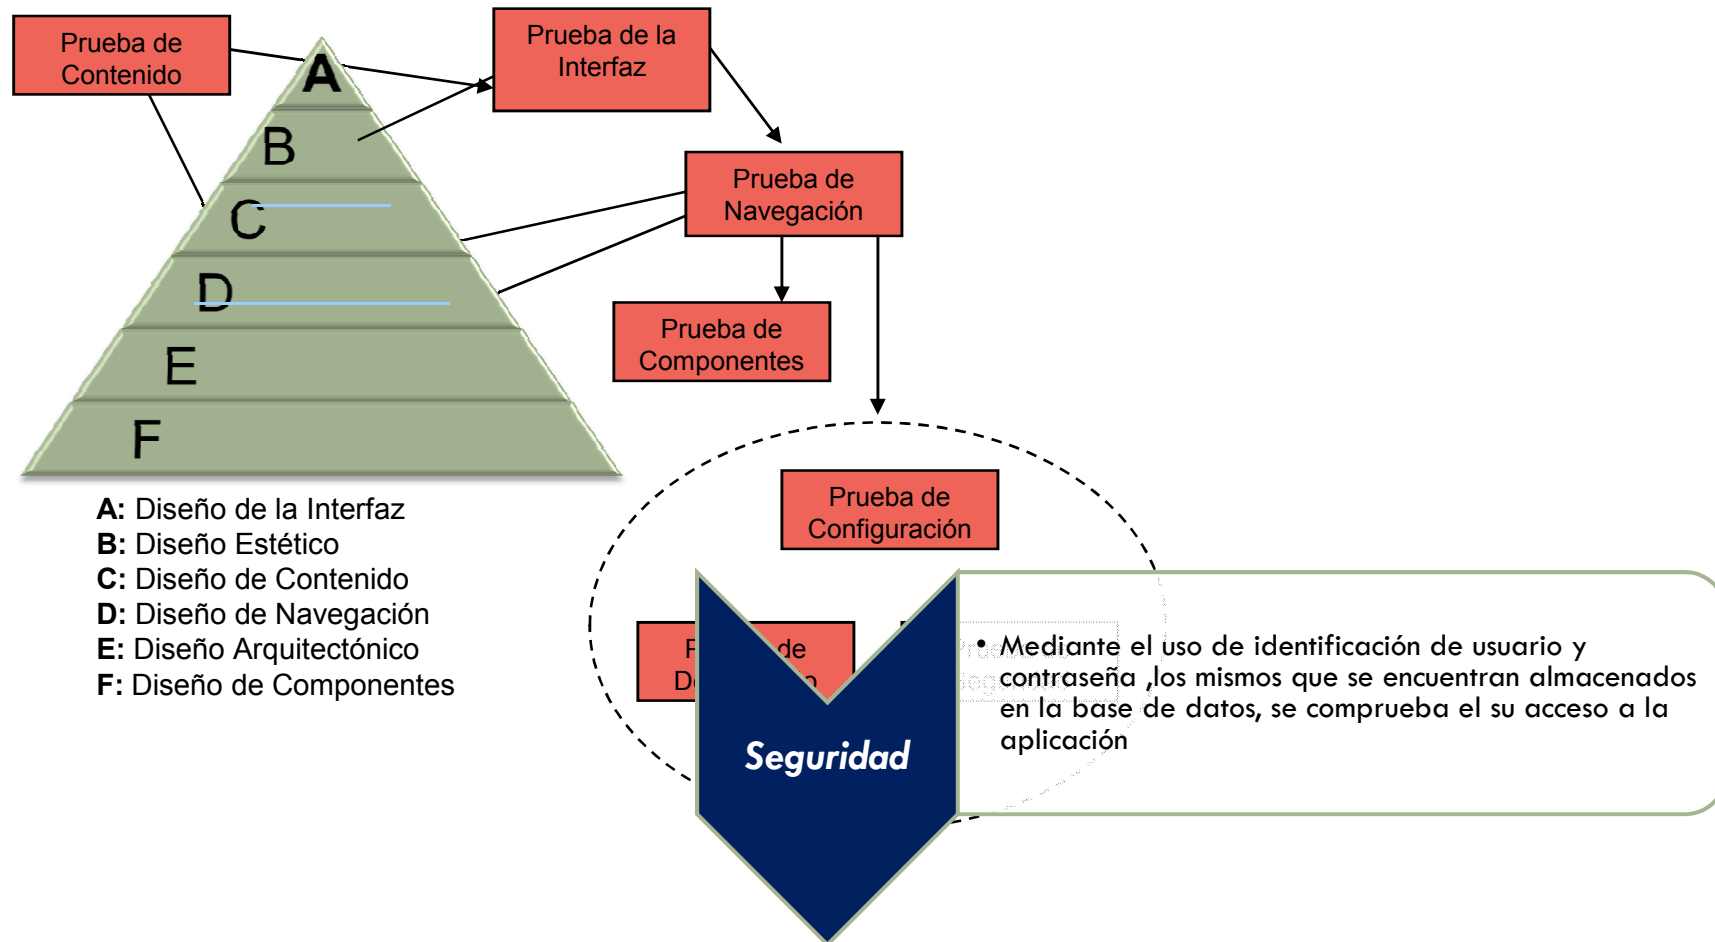 Prueba de
Contenido
Prueba de la
Interfaz
A
B
C
D
E
F
Prueba de
Navegación
Prueba de
Componentes
A: Diseño de la Interfaz
B: Diseño Estético
C: Diseño de Contenido
D: Diseño de Navegación
E: Diseño Arquitectónico
F: Diseño de Componentes
Prueba de
Configuración
de
Seguridad
• Mediante el uso de identificación de usuario y
contraseña ,los mismos que se encuentran almacenados
en la base de datos, se comprueba el su acceso a la
aplicación